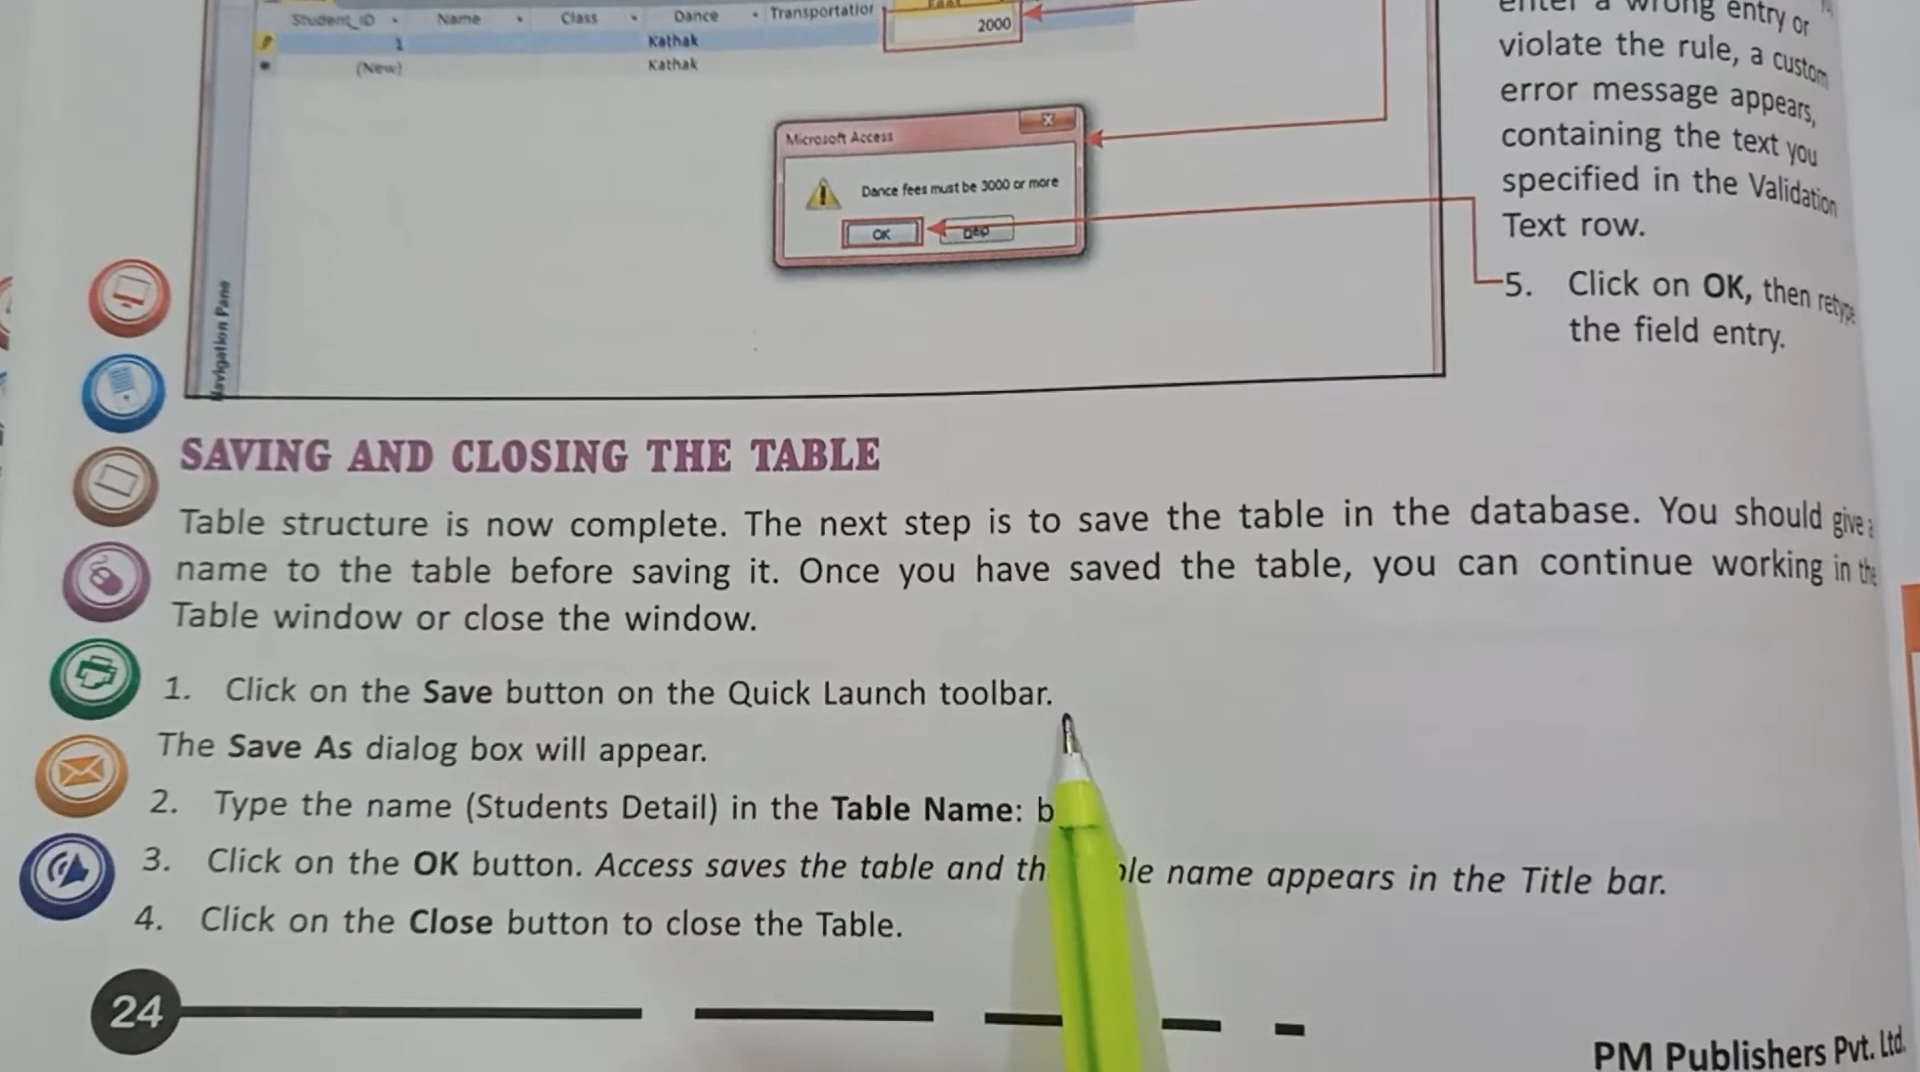 Student_ID Name Class Dance Transportation
1 Kathak 2000
(New) Kathak
Microsoft Access
Dance fees must be 3000 or more
OK Help
Navigation Pane
enter a wrong entry or
violate the rule, a custom
error message appears,
containing the text you
specified in the Validation
Text row.
5. Click on OK, then retype
the field entry.
SAVING AND CLOSING THE TABLE
Table structure is now complete. The next step is to save the table in the database. You should give a
name to the table before saving it. Once you have saved the table, you can continue working in the
Table window or close the window.
1. Click on the Save button on the Quick Launch toolbar.
The Save As dialog box will appear.
2. Type the name (Students Detail) in the Table Name: b
3. Click on the OK button. Access saves the table and th ble name appears in the Title bar.
4. Click on the Close button to close the Table.
24
PM Publishers Pvt. Ltd.